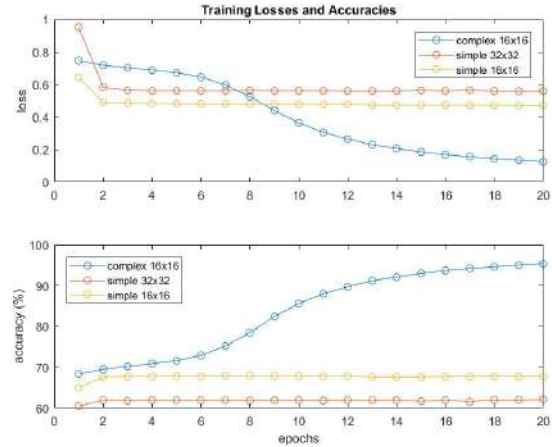 Training Losses and Accuracies
1
0.8
0.6
0.4
0.2
0
loss
complex 16x16
simple 32x32
simple 16x16
0 2 4 6 8 10 12 14 16 18 20
100
90
80
70
60
accuracy (%)
complex 16x16
simple 32x32
simple 16x16
0 2 4 6 8 10 12 14 16 18 20
epochs